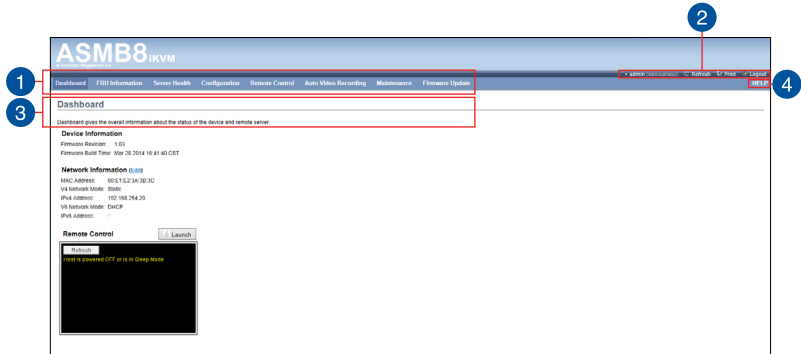 2
ASMB8 iKVM
American Megatrends Inc.
• admin (Administrator) Refresh Print Logout
1
Dashboard FRU Information Server Health Configuration Remote Control Auto Video Recording Maintenance Firmware Update
HELP
4
3
Dashboard
Dashboard gives the overall information about the status of the device and remote server.
Device Information
Firmware Revision: 1.03
Firmware Build Time: Mar 28 2014 16:41:40 CST
Network Information (Edit)
MAC Address: 00:E1:E2:3A:3B:3C
V4 Network Mode: Static
IPv4 Address: 192.168.254.20
V6 Network Mode: DHCP
IPv6 Address: ::
Remote Control Launch
Refresh
Host is powered OFF or is in Sleep Mode